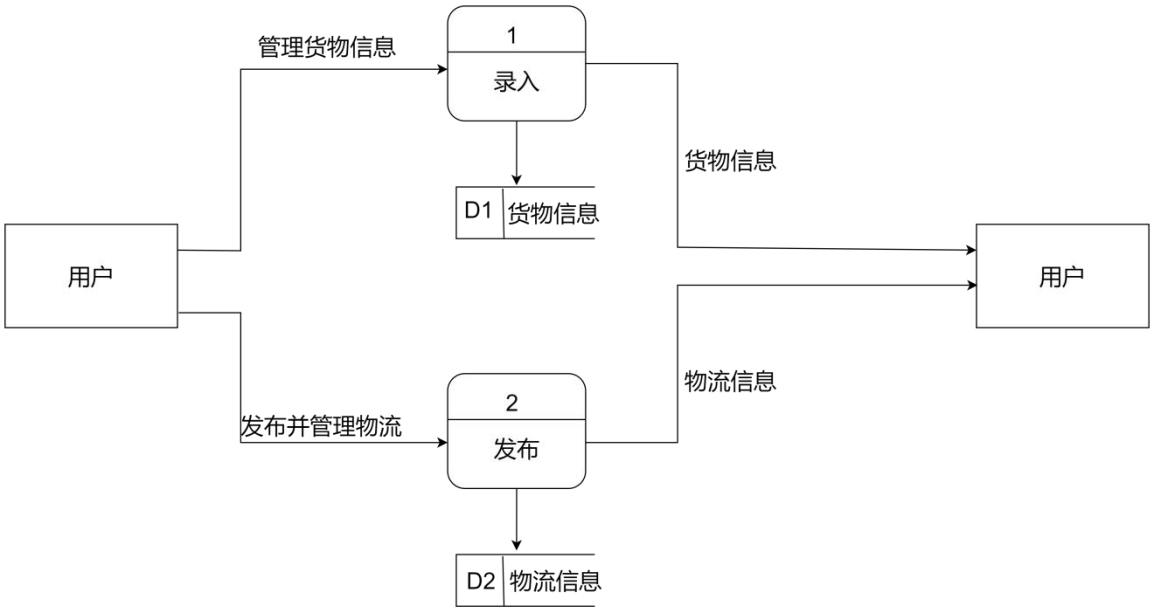 1
管理货物信息
录入
货物信息
D1 货物信息
用户
用户
物流信息
2
发布并管理物流
发布
D2 物流信息